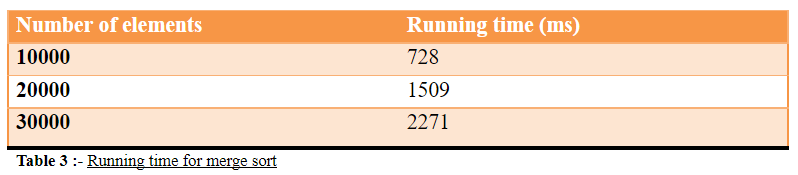 Number of elements Running time (ms)
10000 728
20000 1509
30000 2271
Table 3 :- Running time for merge sort